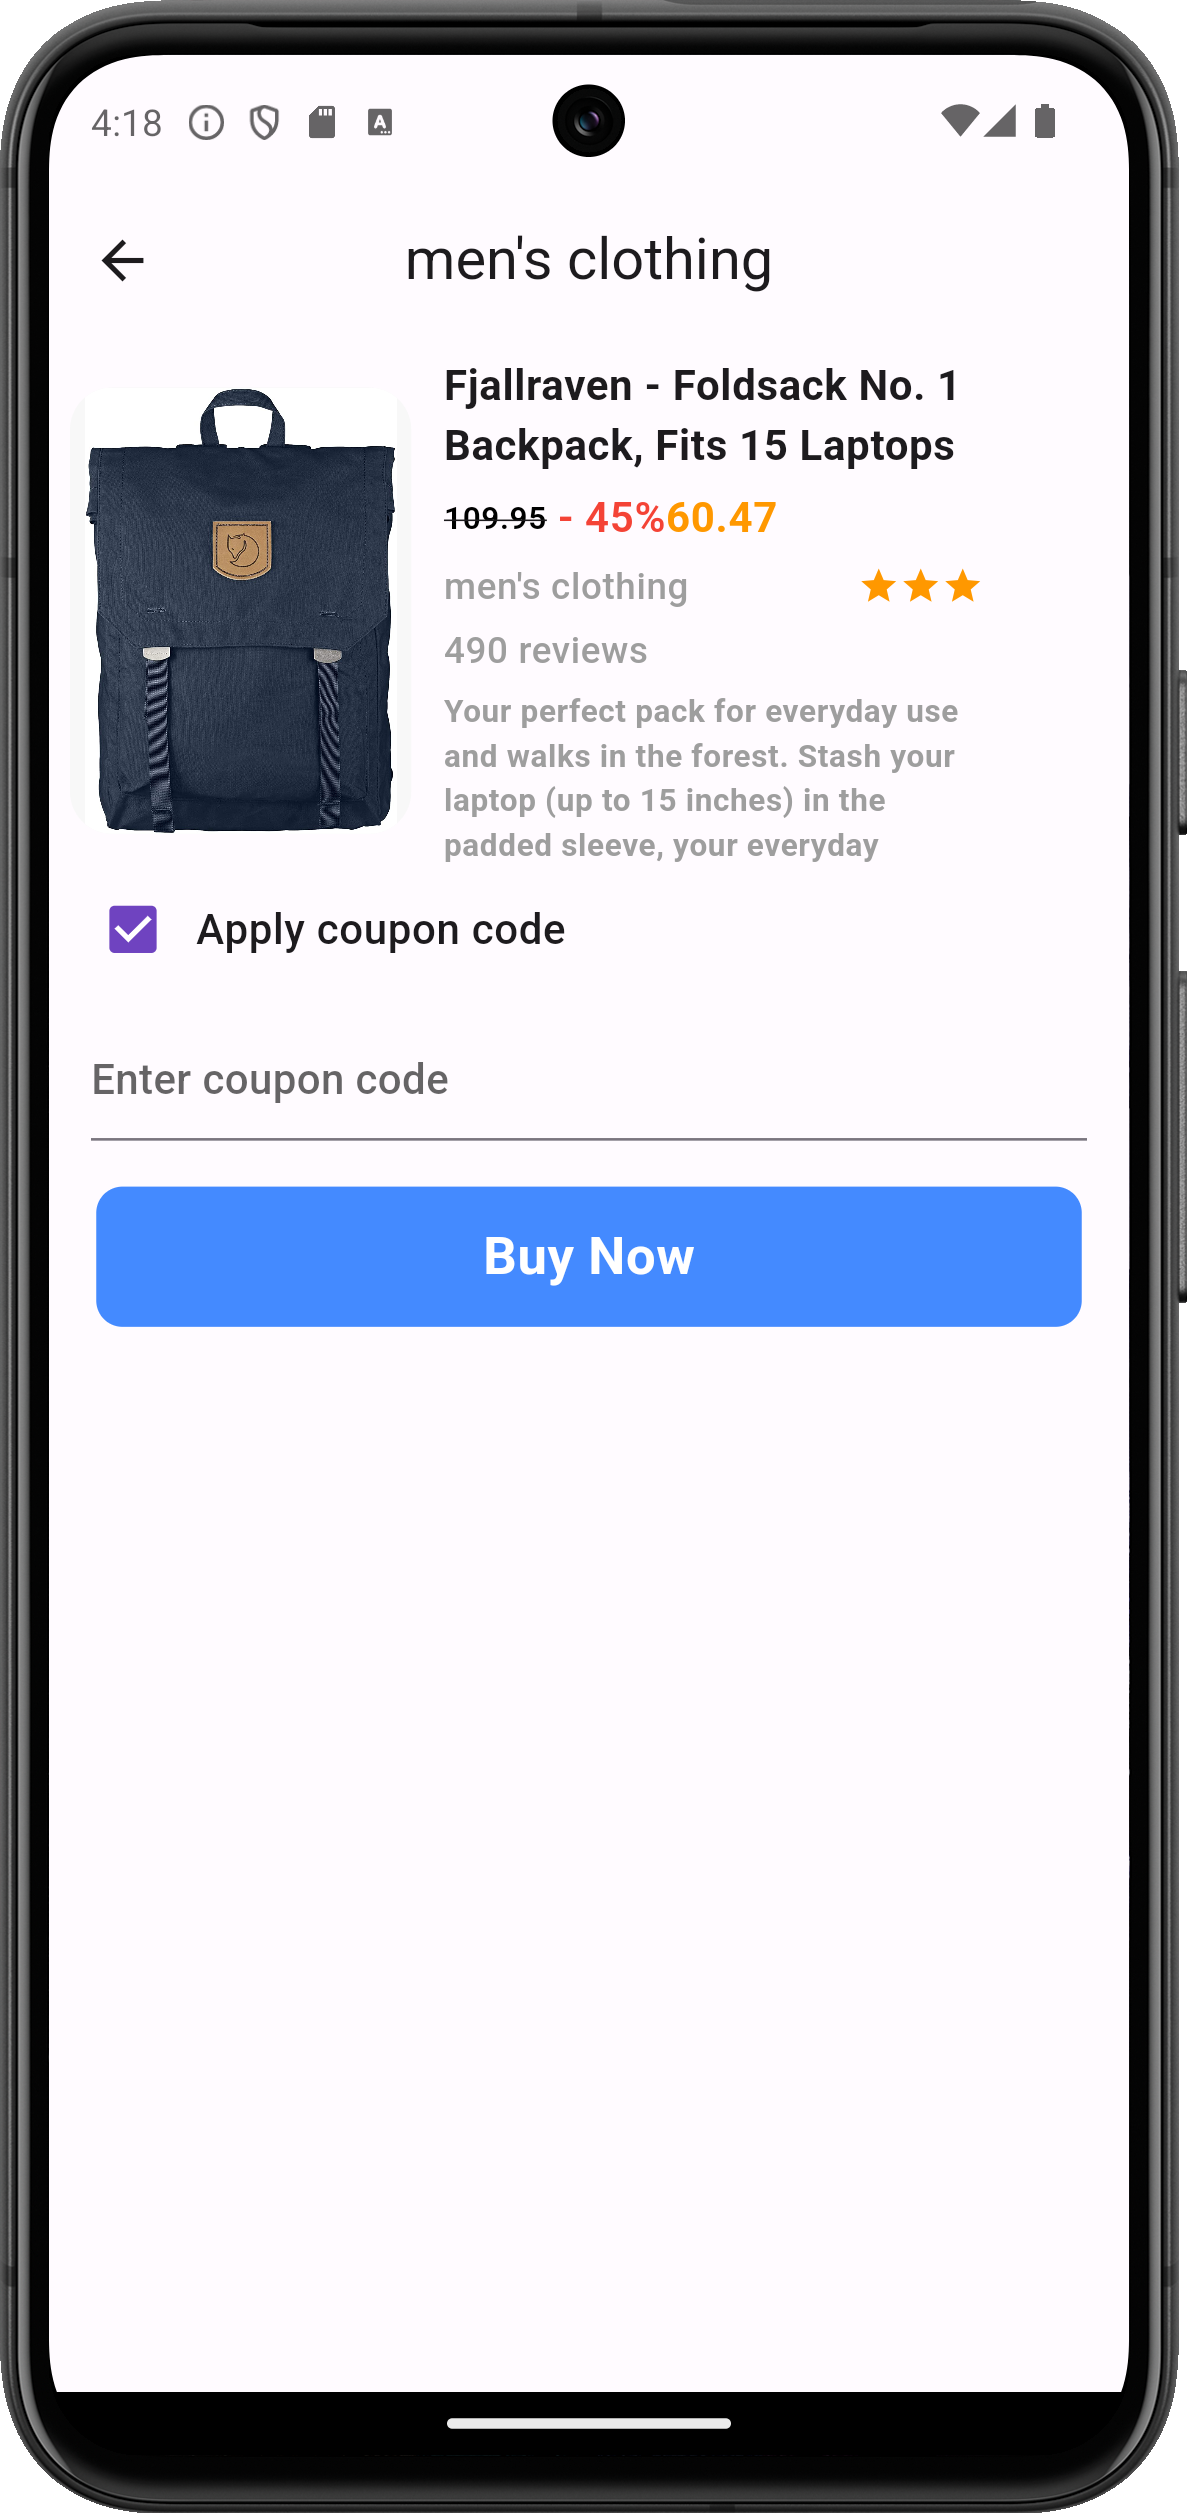 4:18
men's clothing
Fjallraven - Foldsack No. 1
Backpack, Fits 15 Laptops
109.95 - 45%60.47
men's clothing
490 reviews
Your perfect pack for everyday use
and walks in the forest. Stash your
laptop (up to 15 inches) in the
padded sleeve, your everyday
Apply coupon code
Enter coupon code
Buy Now